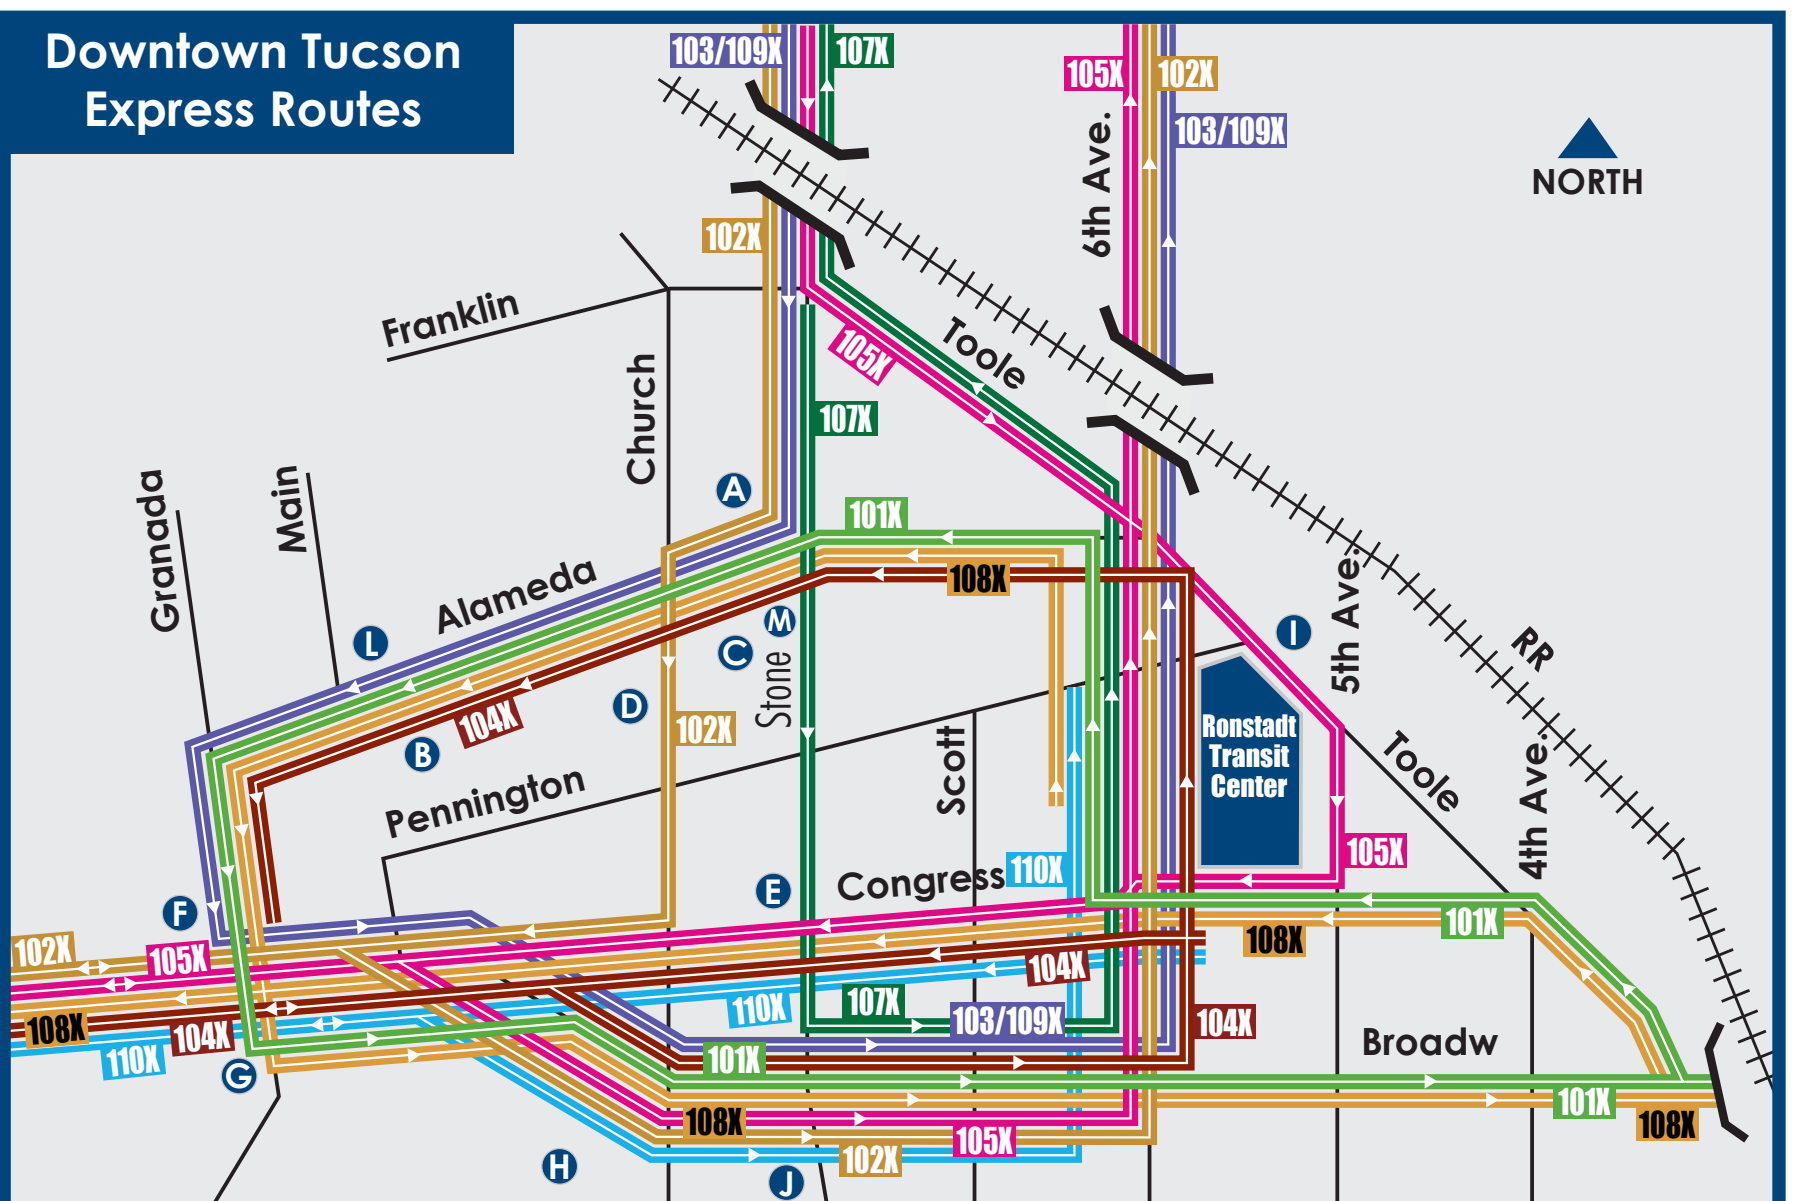 Downtown Tucson
Express Routes
103/109X
107X
105X
102X
103/109X
NORTH
6th Ave.
102X
Franklin
Toole
105X
Church
107X
Granada
Main
A
101X
Alameda
108X
5th Ave.
L
M
C
Stone
I
RR
D
B
104X
102X
Ronstadt
Transit
Center
Pennington
Scott
Toole
4th Ave.
105X
E
Congress
110X
F
102X
105X
101X
108X
104X
110X
107X
103/109X
104X
108X
104X
110X
Broadw
101X
G
101X
108X
108X
105X
102X
H
J